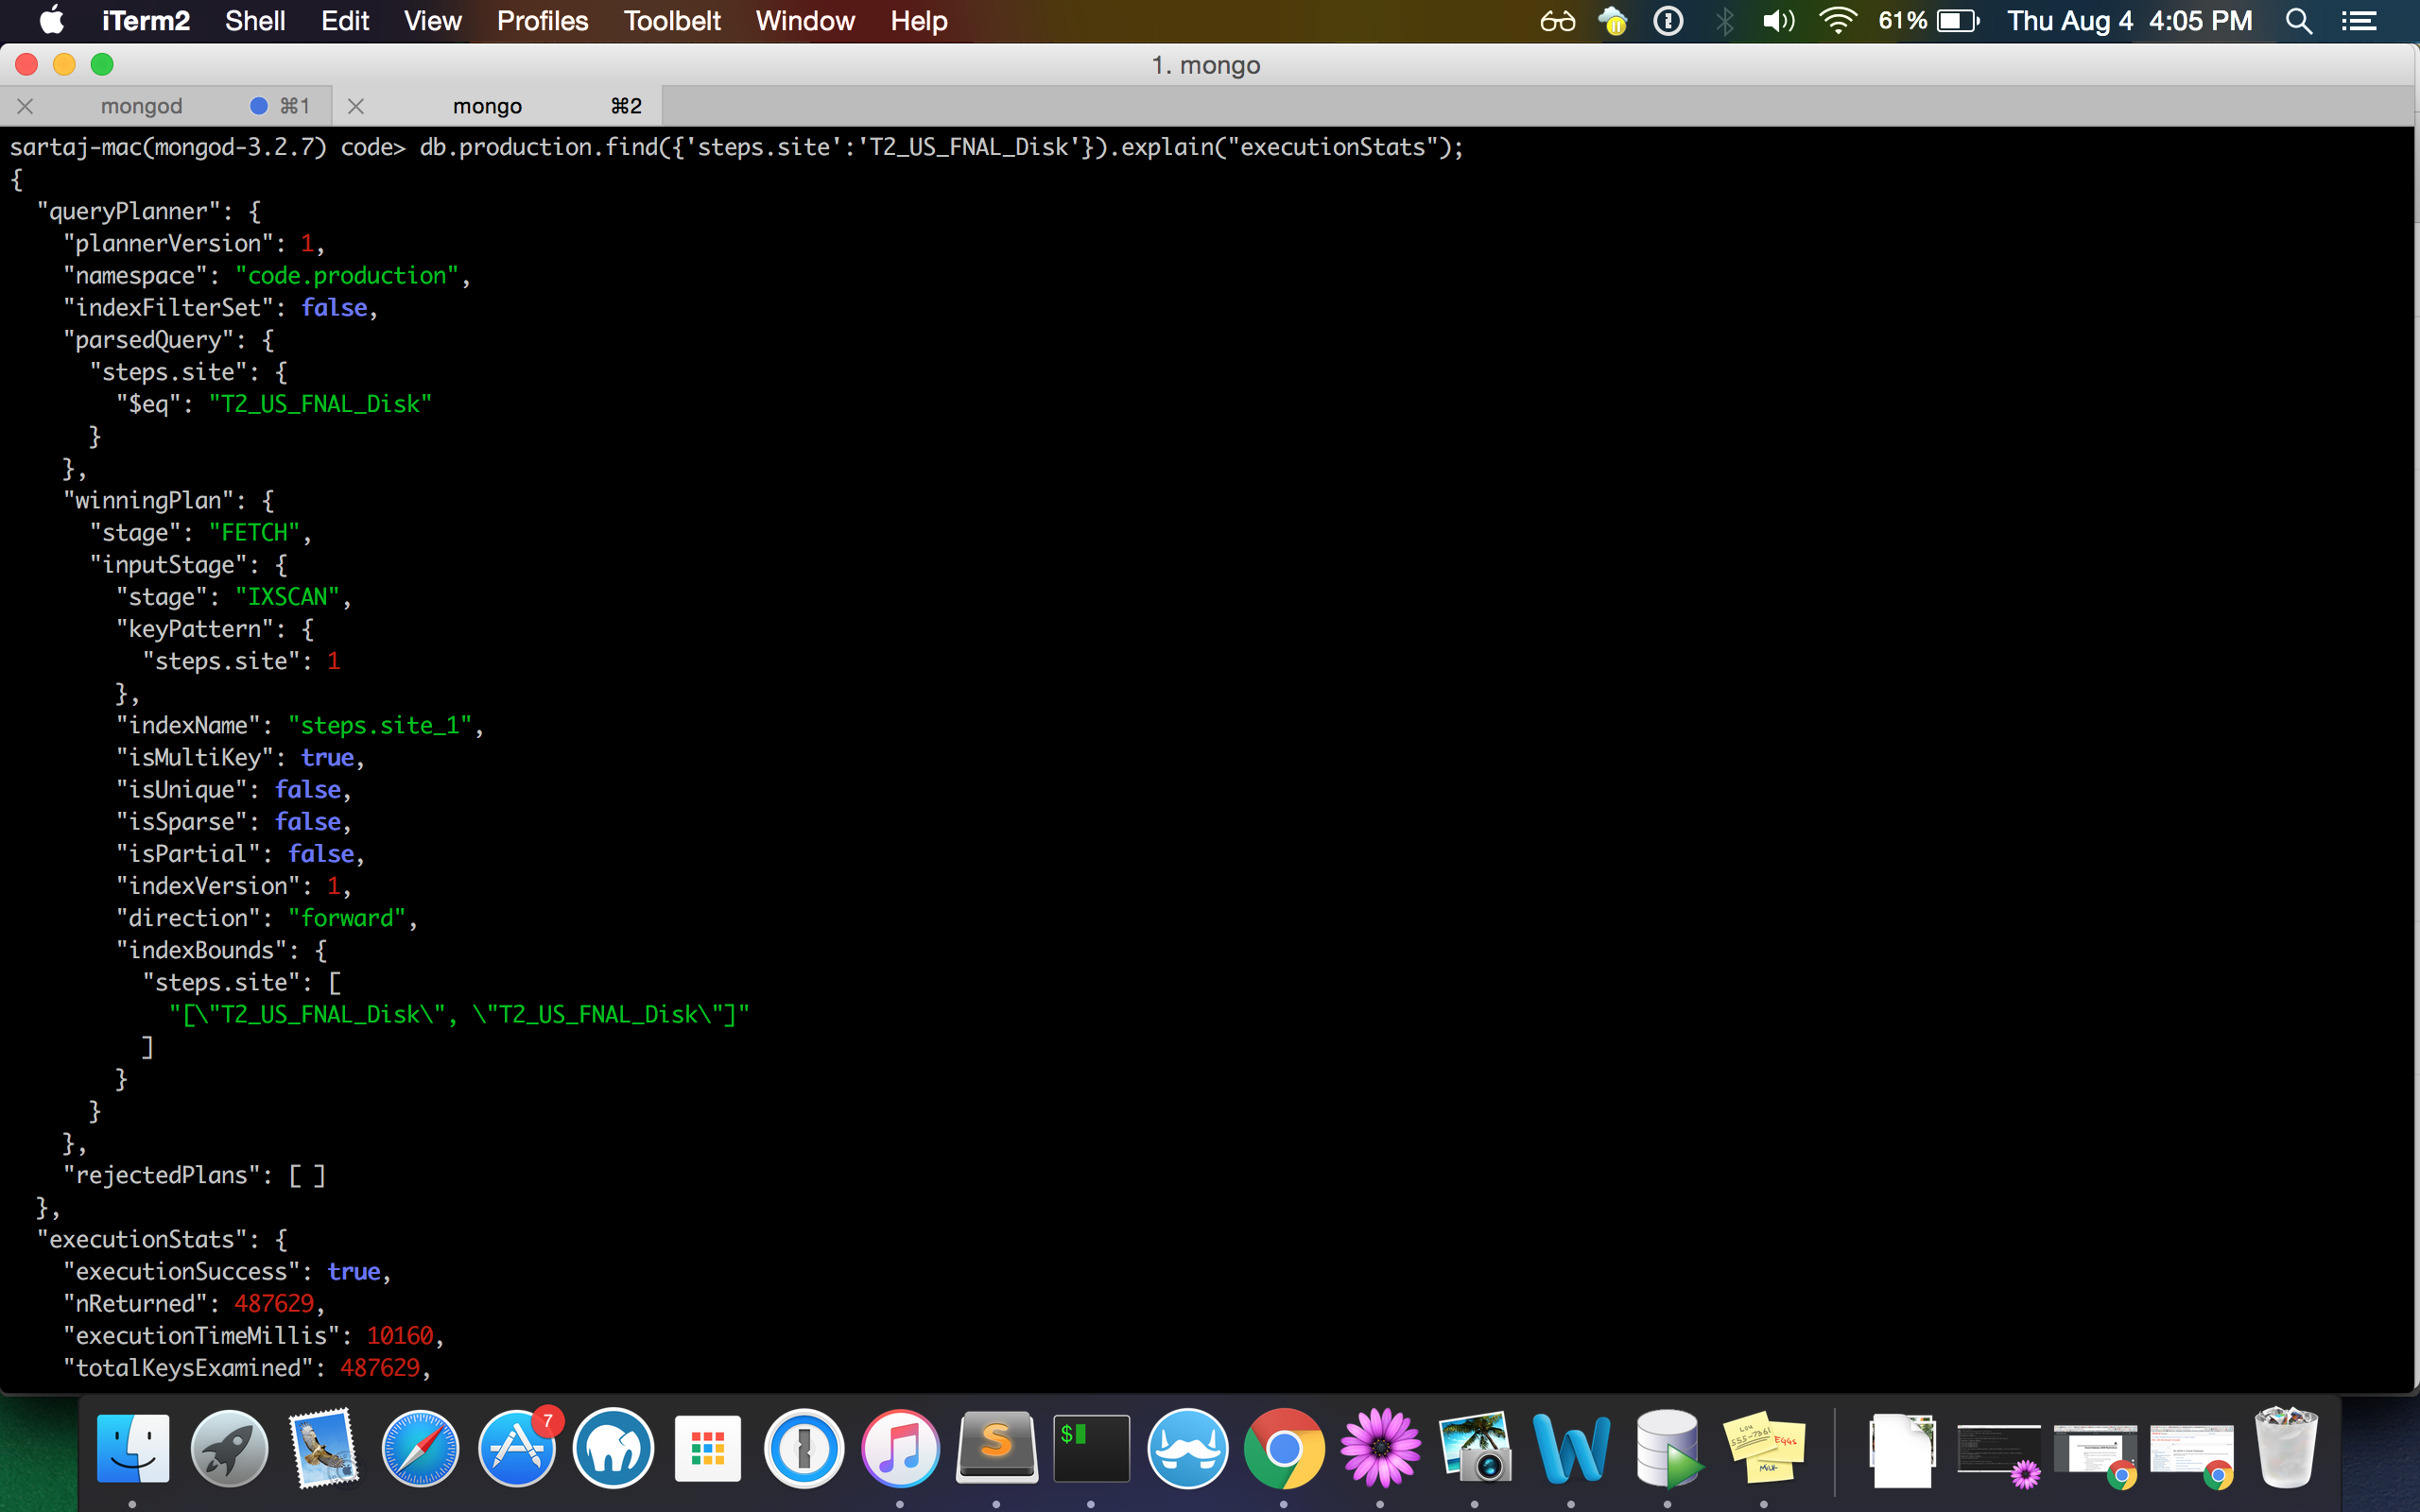 iTerm2 Shell Edit View Profiles Toolbelt Window Help 61% Thu Aug 4 4:05 PM
1. mongo
mongod ⌘1 mongo ⌘2
sartaj-mac(mongod-3.2.7) code> db.production.find({'steps.site':'T2_US_FNAL_Disk'}).explain("executionStats");
{
  "queryPlanner": {
    "plannerVersion": 1,
    "namespace": "code.production",
    "indexFilterSet": false,
    "parsedQuery": {
      "steps.site": {
        "$eq": "T2_US_FNAL_Disk"
      }
    },
    "winningPlan": {
      "stage": "FETCH",
      "inputStage": {
        "stage": "IXSCAN",
        "keyPattern": {
          "steps.site": 1
        },
        "indexName": "steps.site_1",
        "isMultiKey": true,
        "isUnique": false,
        "isSparse": false,
        "isPartial": false,
        "indexVersion": 1,
        "direction": "forward",
        "indexBounds": {
          "steps.site": [
            "[\"T2_US_FNAL_Disk\", \"T2_US_FNAL_Disk\"]"
          ]
        }
      }
    },
    "rejectedPlans": [ ]
  },
  "executionStats": {
    "executionSuccess": true,
    "nReturned": 487629,
    "executionTimeMillis": 10160,
    "totalKeysExamined": 487629,
7
S
$
555-7361
EGGS
MILK